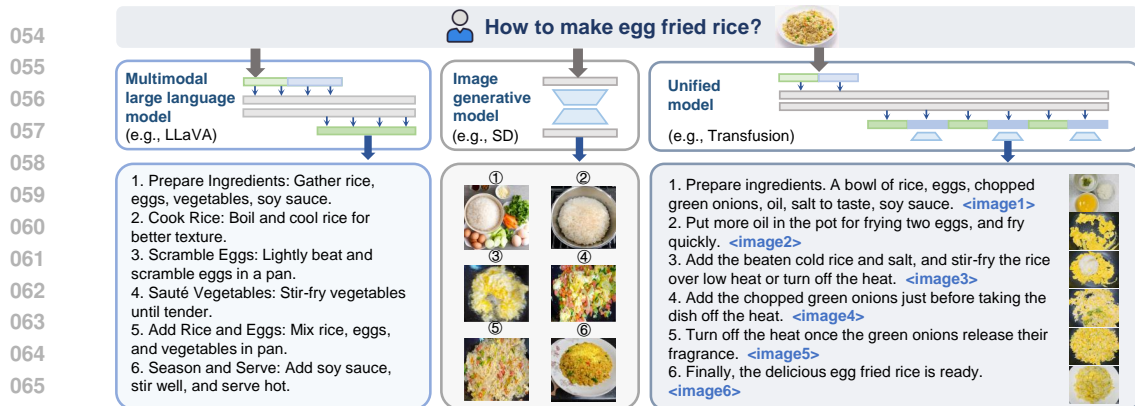 How to make egg fried rice?
054
055
056
057
058
059
060
061
062
063
064
065
Multimodal
large language
model
(e.g., LLaVA)
Image
generative
model
(e.g., SD)
Unified
model
(e.g., Transfusion)
1. Prepare Ingredients: Gather rice,
eggs, vegetables, soy sauce.
2. Cook Rice: Boil and cool rice for
better texture.
3. Scramble Eggs: Lightly beat and
scramble eggs in a pan.
4. Sauté Vegetables: Stir-fry vegetables
until tender.
5. Add Rice and Eggs: Mix rice, eggs,
and vegetables in pan.
6. Season and Serve: Add soy sauce,
stir well, and serve hot.
① ②
③ ④
⑤ ⑥
1. Prepare ingredients. A bowl of rice, eggs, chopped
green onions, oil, salt to taste, soy sauce. <image1>
2. Put more oil in the pot for frying two eggs, and fry
quickly. <image2>
3. Add the beaten cold rice and salt, and stir-fry the rice
over low heat or turn off the heat. <image3>
4. Add the chopped green onions just before taking the
dish off the heat. <image4>
5. Turn off the heat once the green onions release their
fragrance. <image5>
6. Finally, the delicious egg fried rice is ready.
<image6>